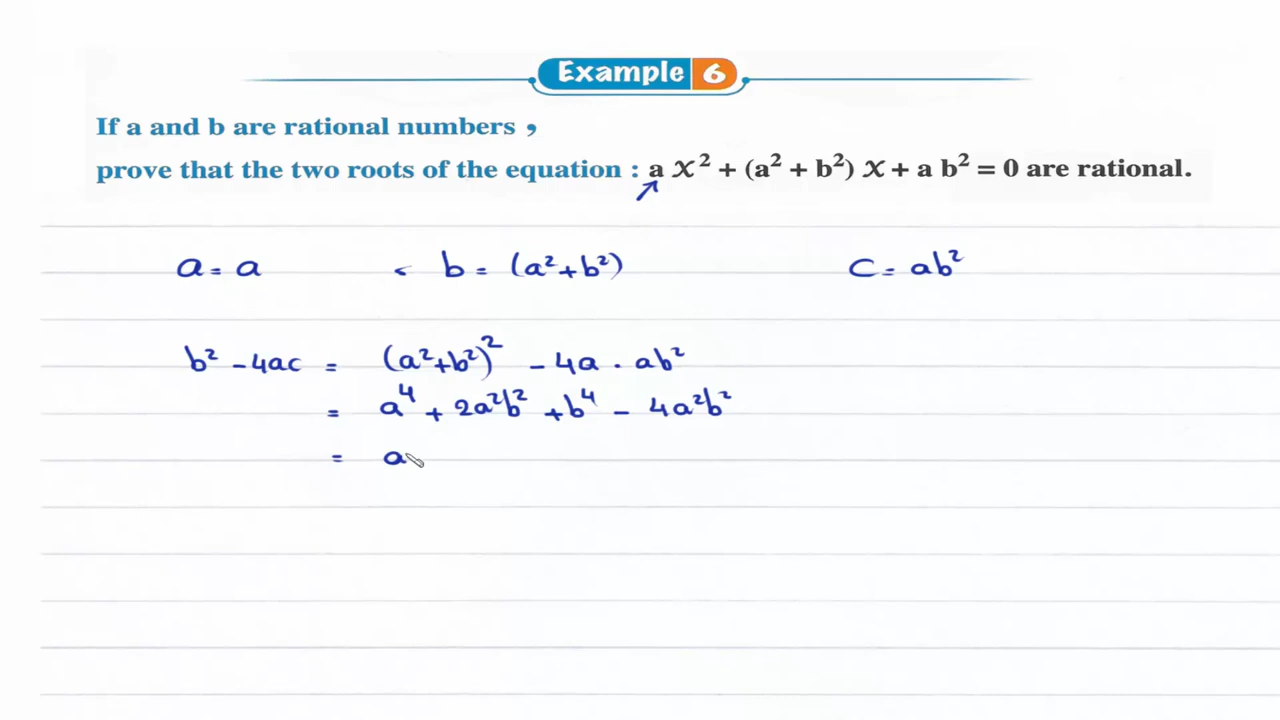 Example 6
If a and b are rational numbers ,
prove that the two roots of the equation : a x² + (a² + b²) x + a b² = 0 are rational.
a = a < b = (a²+b²) c = ab²
b² - 4ac = (a²+b²)² - 4a . ab²
= a⁴ + 2a²b² + b⁴ - 4a²b²
= a